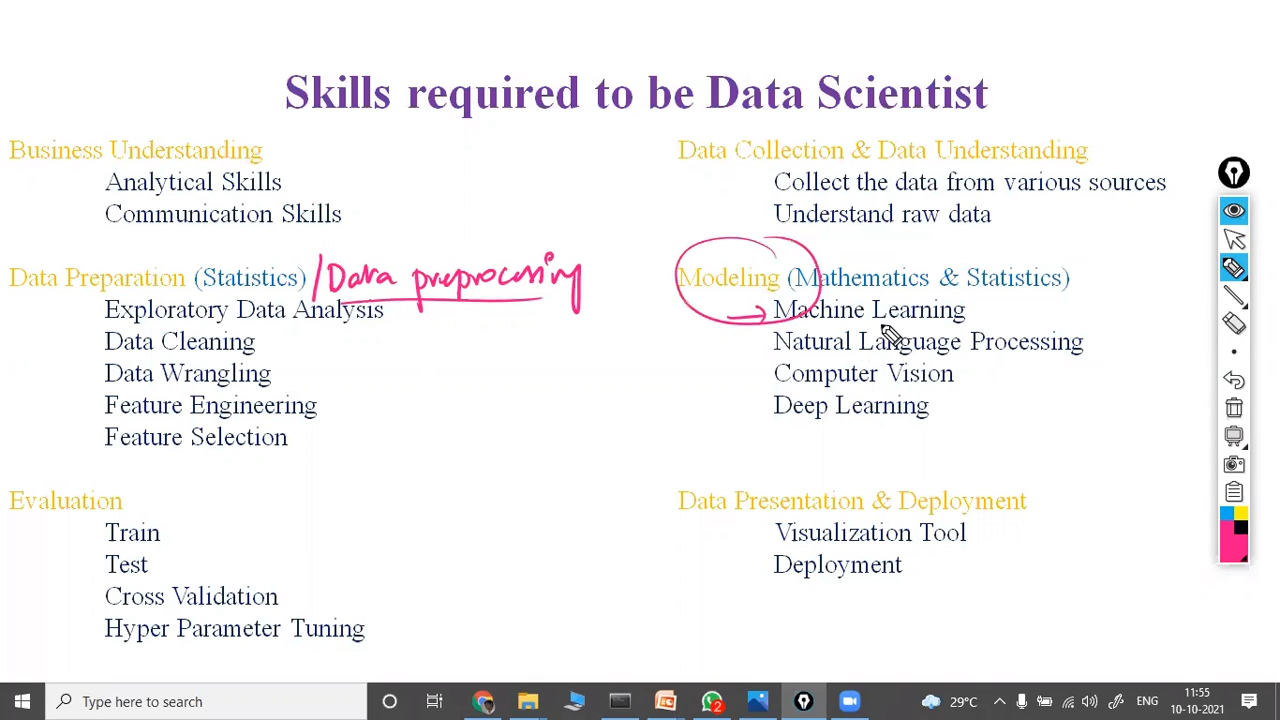 Skills required to be Data Scientist
Business Understanding
Analytical Skills
Communication Skills
Data Collection & Data Understanding
Collect the data from various sources
Understand raw data
Data Preparation (Statistics) /Data preprocessing
Exploratory Data Analysis
Data Cleaning
Data Wrangling
Feature Engineering
Feature Selection
Modeling (Mathematics & Statistics)
Machine Learning
Natural Language Processing
Computer Vision
Deep Learning
Evaluation
Train
Test
Cross Validation
Hyper Parameter Tuning
Data Presentation & Deployment
Visualization Tool
Deployment
Type here to search
2
29°C
ENG
11:55
10-10-2021